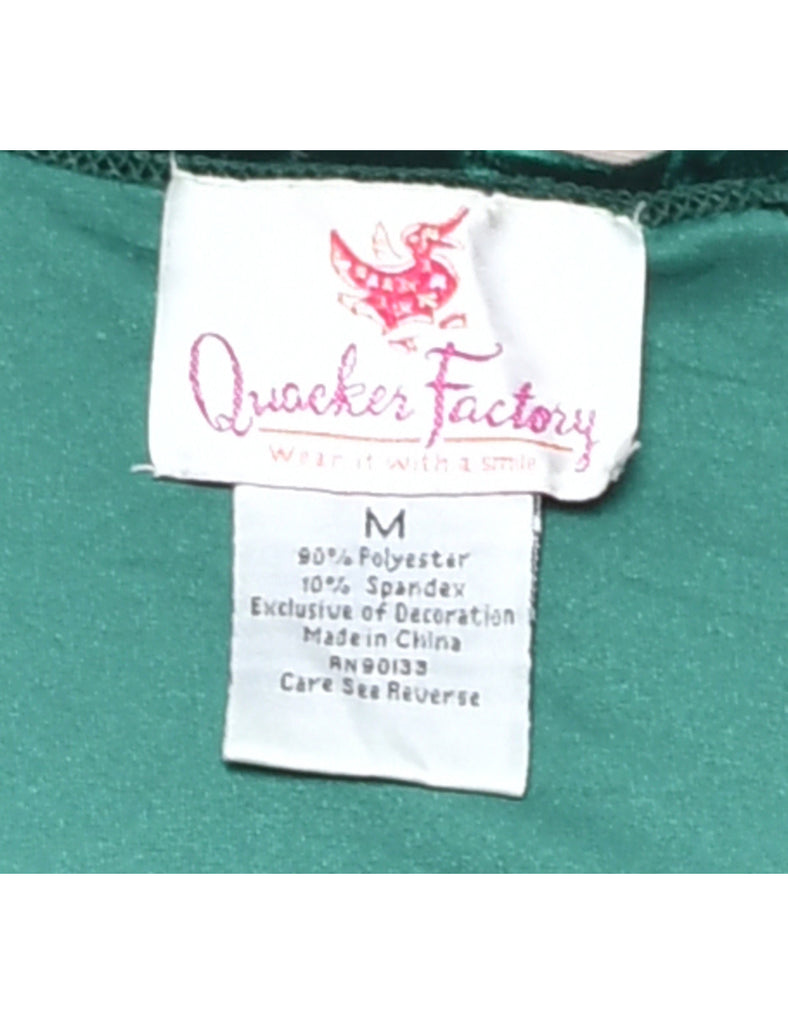 Quacker Factory
Wear it with a smile
M
90% Polyester
10% Spandex
Exclusive of Decoration
Made in China
RN90133
Care See Reverse